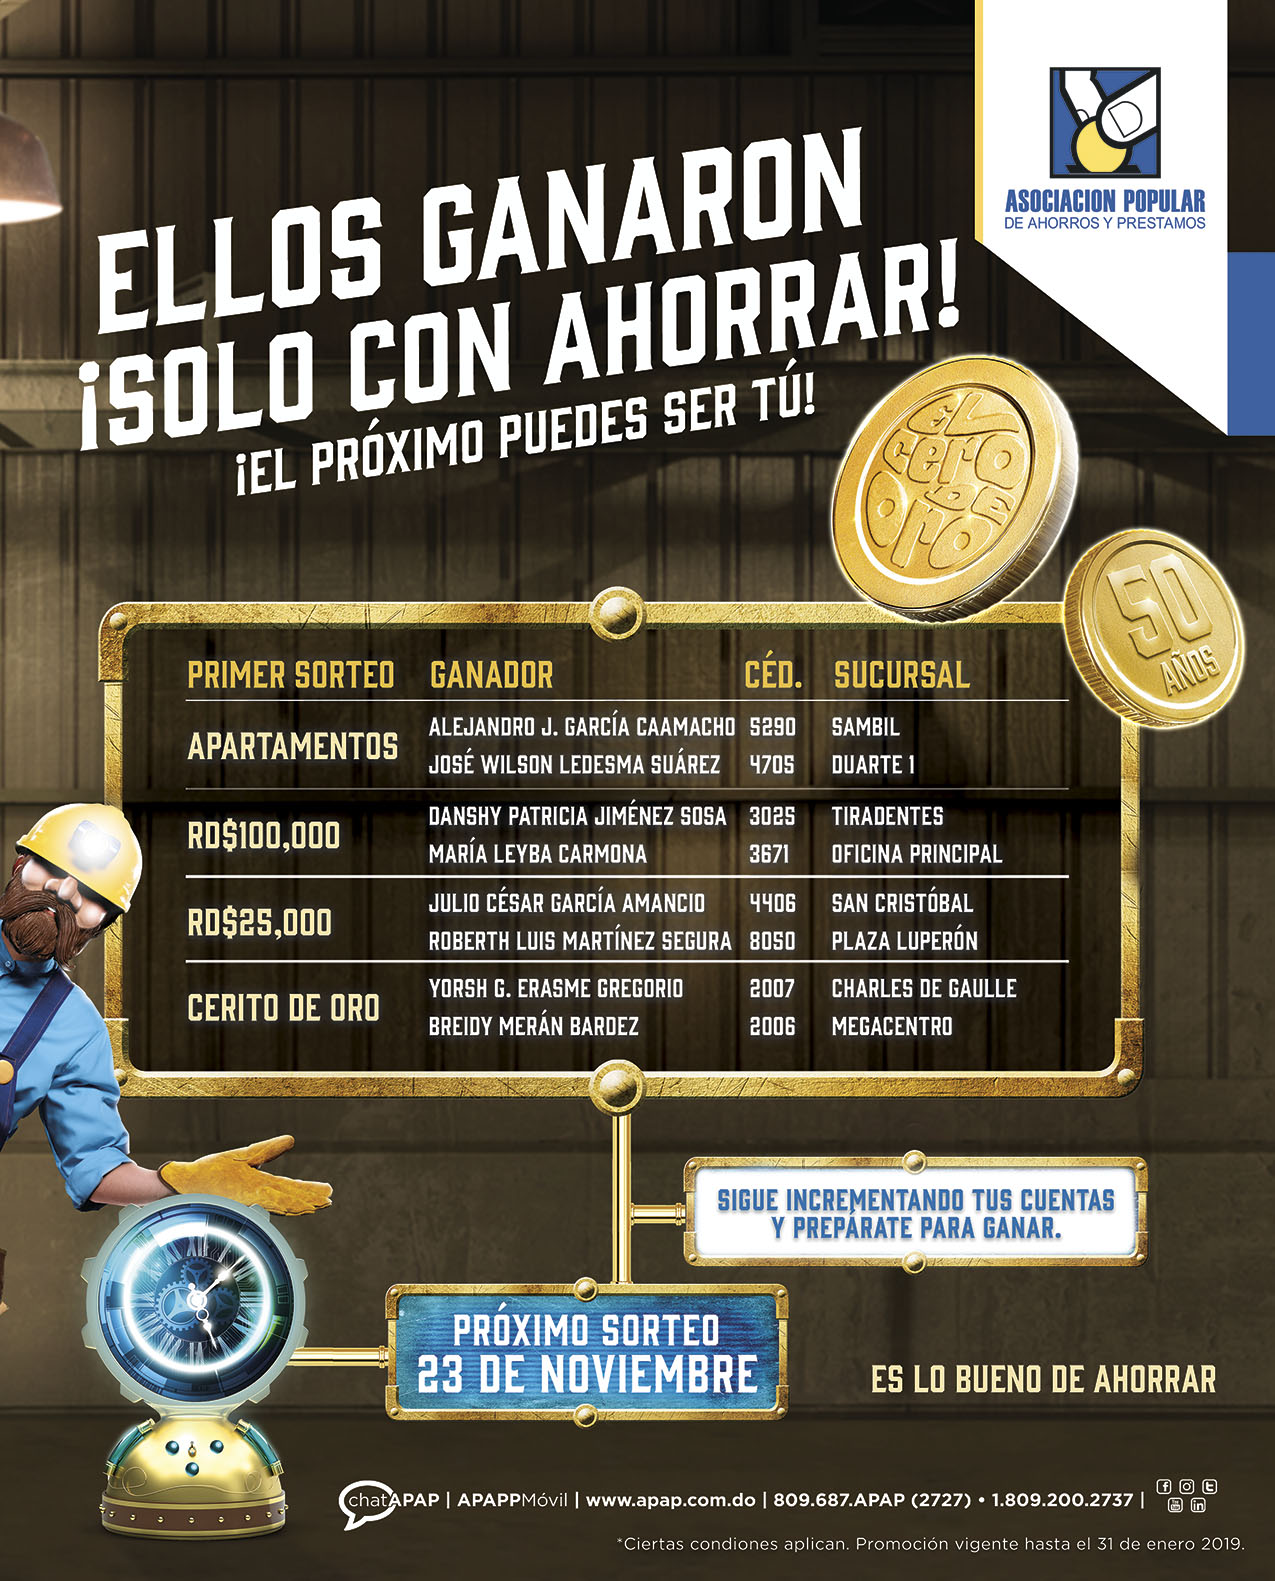 ASOCIACION POPULAR
DE AHORROS Y PRESTAMOS
ELLOS GANARON
¡SOLO CON AHORRAR!
¡EL PRÓXIMO PUEDES SER TÚ!
EL
CERO
DE
ORO
50
AÑOS
PRIMER SORTEO GANADOR CÉD. SUCURSAL
APARTAMENTOS
ALEJANDRO J. GARCÍA CAAMACHO 5290 SAMBIL
JOSÉ WILSON LEDESMA SUÁREZ 4705 DUARTE 1
RD$100,000
DANSHY PATRICIA JIMÉNEZ SOSA 3025 TIRADENTES
MARÍA LEYBA CARMONA 3671 OFICINA PRINCIPAL
RD$25,000
JULIO CÉSAR GARCÍA AMANCIO 4406 SAN CRISTÓBAL
ROBERTH LUIS MARTÍNEZ SEGURA 8050 PLAZA LUPERÓN
CERITO DE ORO
YORSH G. ERASME GREGORIO 2007 CHARLES DE GAULLE
BREIDY MERÁN BARDEZ 2006 MEGACENTRO
SIGUE INCREMENTANDO TUS CUENTAS
Y PREPÁRATE PARA GANAR.
PRÓXIMO SORTEO
23 DE NOVIEMBRE
ES LO BUENO DE AHORRAR
chatAPAP | APAPPMóvil | www.apap.com.do | 809.687.APAP (2727) • 1.809.200.2737 |
*Ciertas condiones aplican. Promoción vigente hasta el 31 de enero 2019.